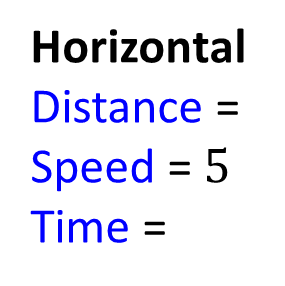 Horizontal
Distance =
Speed = 5
Time =